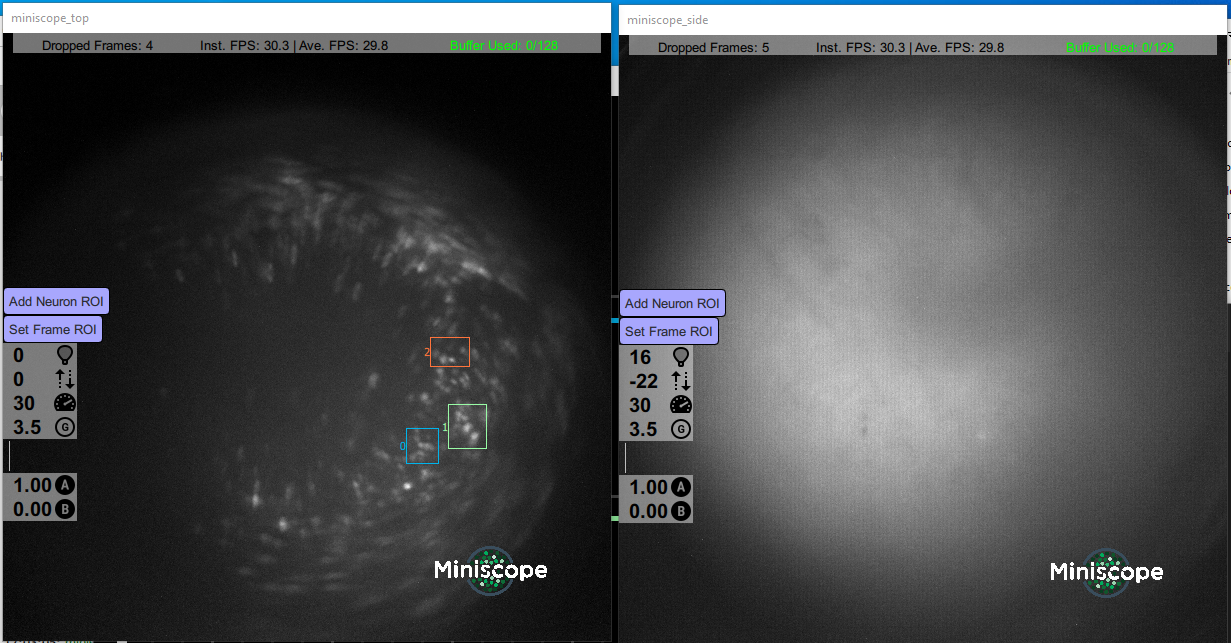 miniscope_top
Dropped Frames: 4 Inst. FPS: 30.3 | Ave. FPS: 29.8 Buffer Used: 0/128
Add Neuron ROI
Set Frame ROI
0
0
30
3.5 G
1.00 A
0.00 B
2
1
0
Miniscope
miniscope_side
Dropped Frames: 5 Inst. FPS: 30.3 | Ave. FPS: 29.8 Buffer Used: 0/128
Add Neuron ROI
Set Frame ROI
16
-22
30
3.5 G
1.00 A
0.00 B
Miniscope